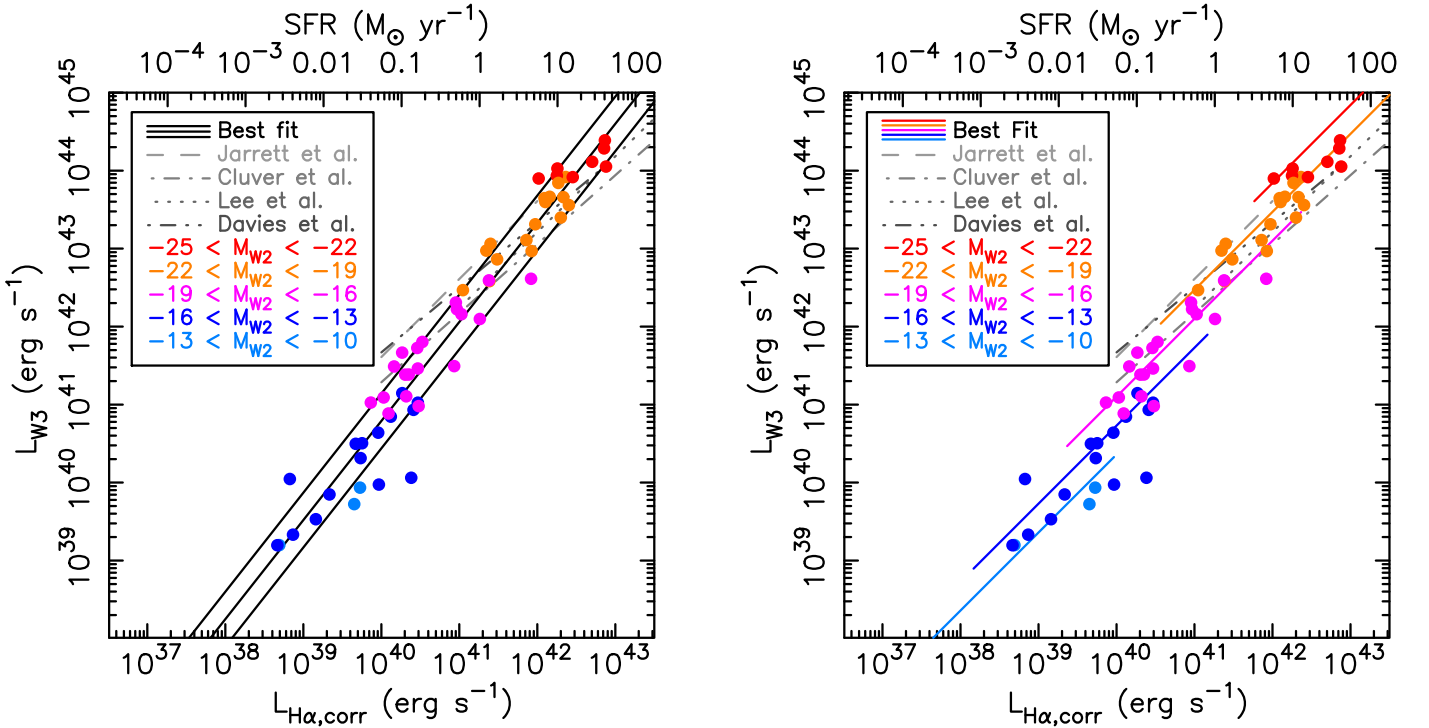 SFR (M⊙ yr⁻¹)
10⁻⁴ 10⁻³ 0.01 0.1 1 10 100
10⁴⁵
10⁴⁴
10⁴³
10⁴²
10⁴¹
10⁴⁰
10³⁹
L_W3 (erg s⁻¹)
Best fit
Jarrett et al.
Cluver et al.
Lee et al.
Davies et al.
−25 < M_W2 < −22
−22 < M_W2 < −19
−19 < M_W2 < −16
−16 < M_W2 < −13
−13 < M_W2 < −10
10³⁷ 10³⁸ 10³⁹ 10⁴⁰ 10⁴¹ 10⁴² 10⁴³
L_Hα,corr (erg s⁻¹)
SFR (M⊙ yr⁻¹)
10⁻⁴ 10⁻³ 0.01 0.1 1 10 100
10⁴⁵
10⁴⁴
10⁴³
10⁴²
10⁴¹
10⁴⁰
10³⁹
L_W3 (erg s⁻¹)
Best Fit
Jarrett et al.
Cluver et al.
Lee et al.
Davies et al.
−25 < M_W2 < −22
−22 < M_W2 < −19
−19 < M_W2 < −16
−16 < M_W2 < −13
−13 < M_W2 < −10
10³⁷ 10³⁸ 10³⁹ 10⁴⁰ 10⁴¹ 10⁴² 10⁴³
L_Hα,corr (erg s⁻¹)